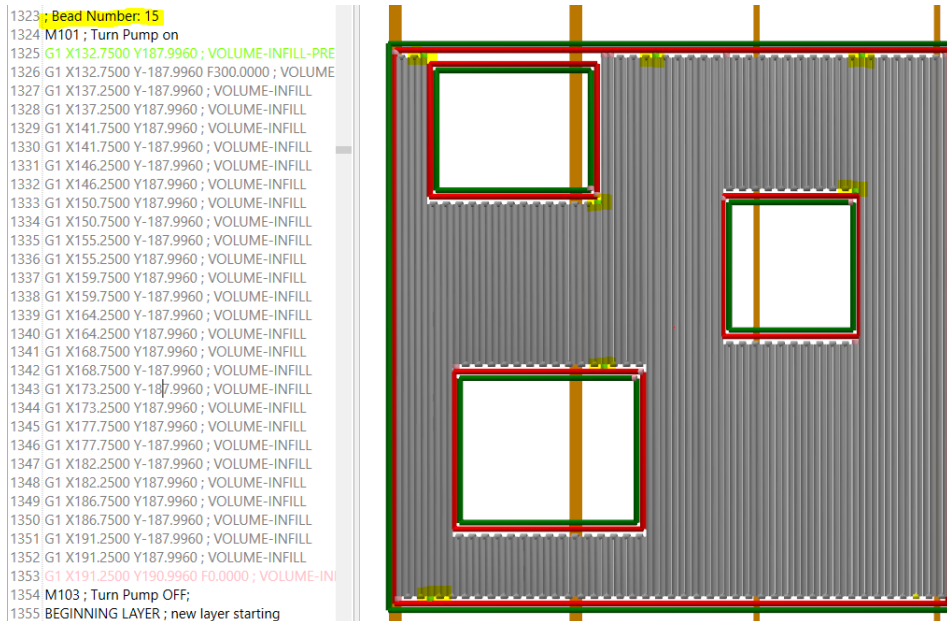 1323 ; Bead Number: 15
1324 M101 ; Turn Pump on
1325 G1 X132.7500 Y187.9960 ; VOLUME-INFILL-PRE
1326 G1 X132.7500 Y-187.9960 F300.0000 ; VOLUME
1327 G1 X137.2500 Y-187.9960 ; VOLUME-INFILL
1328 G1 X137.2500 Y187.9960 ; VOLUME-INFILL
1329 G1 X141.7500 Y187.9960 ; VOLUME-INFILL
1330 G1 X141.7500 Y-187.9960 ; VOLUME-INFILL
1331 G1 X146.2500 Y-187.9960 ; VOLUME-INFILL
1332 G1 X146.2500 Y187.9960 ; VOLUME-INFILL
1333 G1 X150.7500 Y187.9960 ; VOLUME-INFILL
1334 G1 X150.7500 Y-187.9960 ; VOLUME-INFILL
1335 G1 X155.2500 Y-187.9960 ; VOLUME-INFILL
1336 G1 X155.2500 Y187.9960 ; VOLUME-INFILL
1337 G1 X159.7500 Y187.9960 ; VOLUME-INFILL
1338 G1 X159.7500 Y-187.9960 ; VOLUME-INFILL
1339 G1 X164.2500 Y-187.9960 ; VOLUME-INFILL
1340 G1 X164.2500 Y187.9960 ; VOLUME-INFILL
1341 G1 X168.7500 Y187.9960 ; VOLUME-INFILL
1342 G1 X168.7500 Y-187.9960 ; VOLUME-INFILL
1343 G1 X173.2500 Y-187.9960 ; VOLUME-INFILL
1344 G1 X173.2500 Y187.9960 ; VOLUME-INFILL
1345 G1 X177.7500 Y187.9960 ; VOLUME-INFILL
1346 G1 X177.7500 Y-187.9960 ; VOLUME-INFILL
1347 G1 X182.2500 Y-187.9960 ; VOLUME-INFILL
1348 G1 X182.2500 Y187.9960 ; VOLUME-INFILL
1349 G1 X186.7500 Y187.9960 ; VOLUME-INFILL
1350 G1 X186.7500 Y-187.9960 ; VOLUME-INFILL
1351 G1 X191.2500 Y-187.9960 ; VOLUME-INFILL
1352 G1 X191.2500 Y187.9960 ; VOLUME-INFILL
1353 G1 X191.2500 Y190.9960 F0.0000 ; VOLUME-INI
1354 M103 ; Turn Pump OFF;
1355 BEGINNING LAYER ; new layer starting